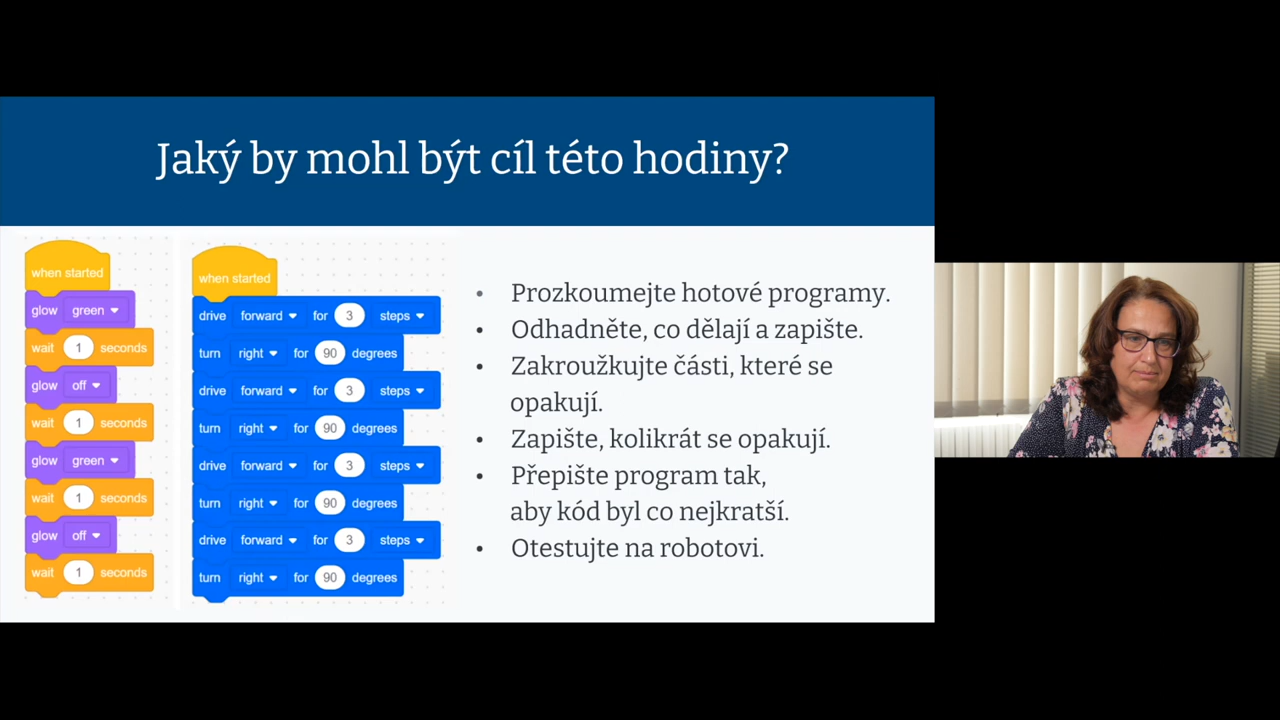 Jaký by mohl být cíl této hodiny?
when started
glow green
wait 1 seconds
glow off
wait 1 seconds
glow green
wait 1 seconds
glow off
wait 1 seconds
when started
drive forward for 3 steps
turn right for 90 degrees
drive forward for 3 steps
turn right for 90 degrees
drive forward for 3 steps
turn right for 90 degrees
drive forward for 3 steps
turn right for 90 degrees
• Prozkoumejte hotové programy.
• Odhadněte, co dělají a zapište.
• Zakroužkujte části, které se
opakují.
• Zapište, kolikrát se opakují.
• Přepište program tak,
aby kód byl co nejkratší.
• Otestujte na robotovi.